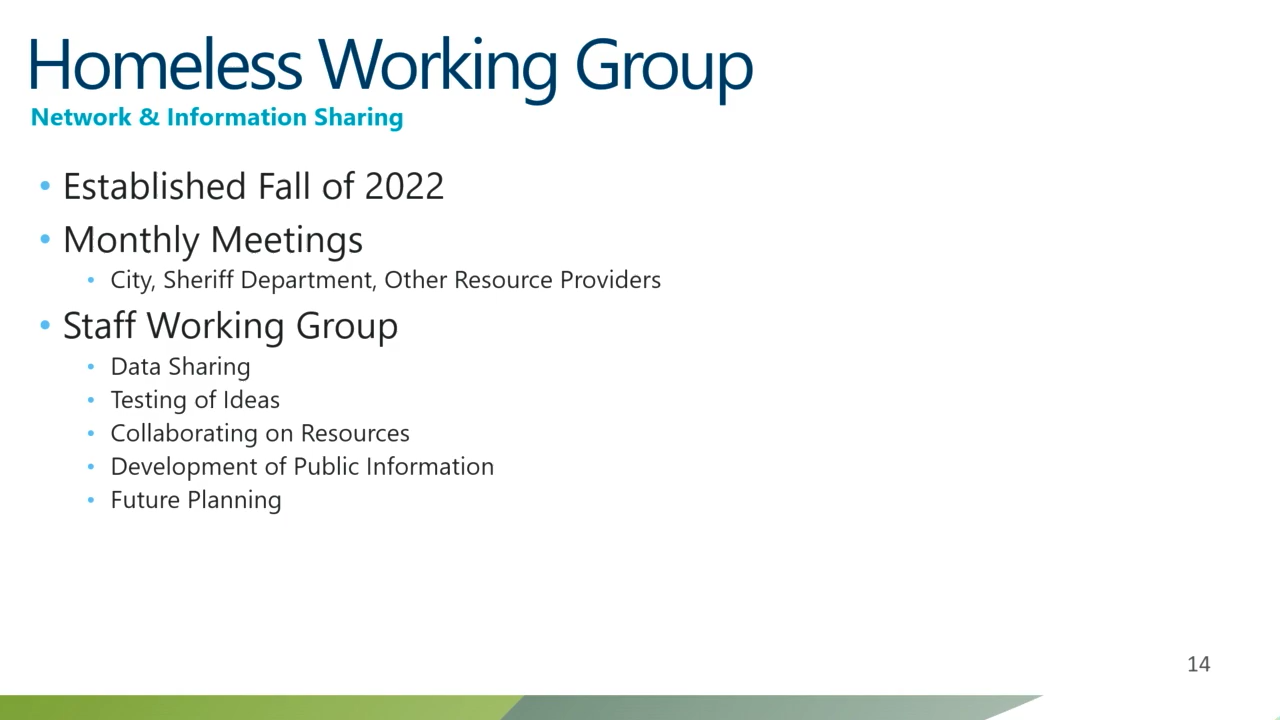 Homeless Working Group
Network & Information Sharing
• Established Fall of 2022
• Monthly Meetings
• City, Sheriff Department, Other Resource Providers
• Staff Working Group
• Data Sharing
• Testing of Ideas
• Collaborating on Resources
• Development of Public Information
• Future Planning
14